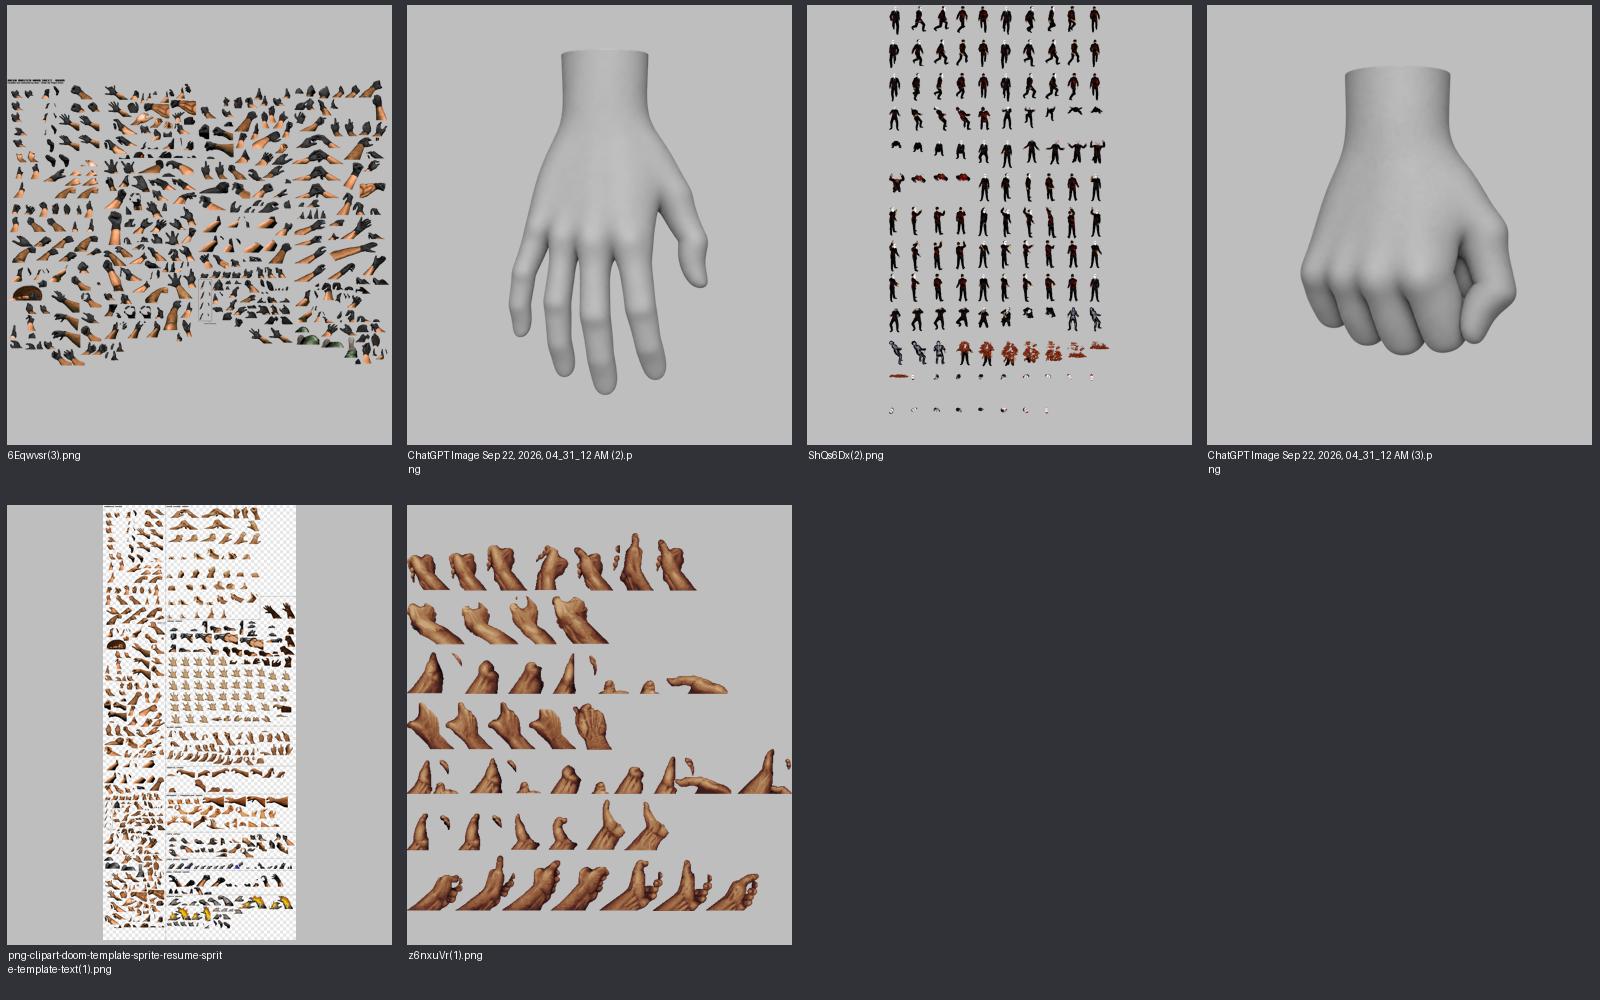 6Eqwvsr(3).png
ChatGPT Image Sep 22, 2026, 04_31_12 AM (2).p
ng
ShQs6Dx(2).png
ChatGPT Image Sep 22, 2026, 04_31_12 AM (3).p
ng
png-clipart-doom-template-sprite-resume-sprit
e-template-text(1).png
z6nxuVr(1).png